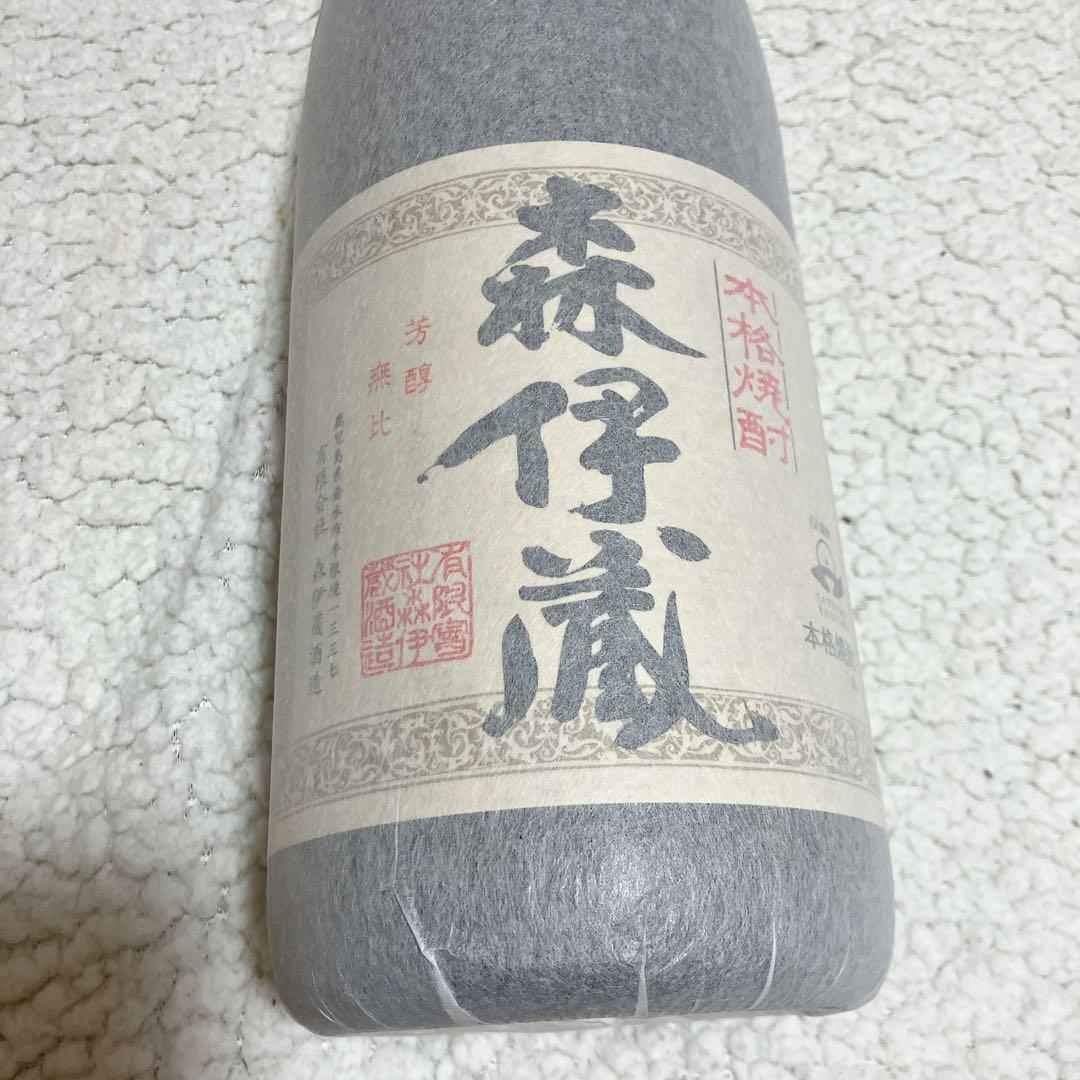 本格焼酎
森伊蔵
芳醇
無比
鹿児島県垂水市牛根境一三三七
有限会社 森伊蔵酒造
有限會
社森伊
蔵酒造
本格焼